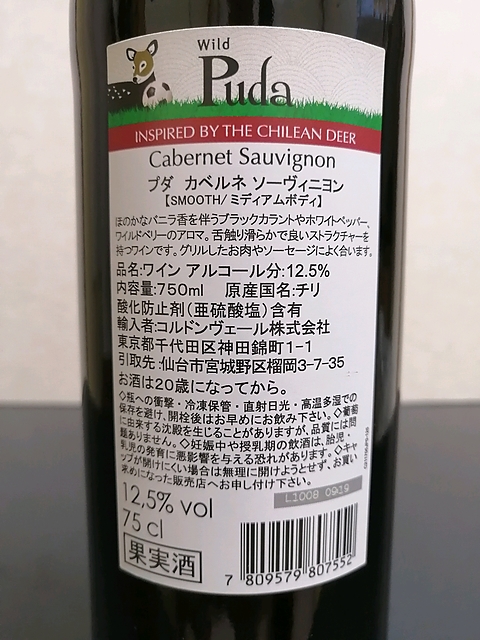 Wild
Puda
INSPIRED BY THE CHILEAN DEER
Cabernet Sauvignon
プダ カベルネ ソーヴィニヨン
【SMOOTH/ ミディアムボディ】
ほのかなバニラ香を伴うブラックカラントやホワイトペッパー、
ワイルドベリーのアロマ。舌触り滑らかで良いストラクチャーを
持つワインです。グリルしたお肉やソーセージによく合います。
品名:ワイン アルコール分:12.5%
内容量:750ml 原産国名:チリ
酸化防止剤(亜硫酸塩)含有
輸入者:コルドンヴェール株式会社
東京都千代田区神田錦町1-1
引取先:仙台市宮城野区榴岡3-7-35
お酒は20歳になってから。
◇瓶への衝撃・冷凍保管・直射日光・高温多湿での
保存を避け、開栓後はお早めにお飲み下さい。◇葡萄
に由来する沈殿を生じることがありますが、品質には問
題ありません。◇妊娠中や授乳期の飲酒は、胎児・
乳児の発育に悪影響を与える恐れがあります。◇キャ
ップが開けにくい場合は無理に開けようとせず、お買い
求めになった販売店へお申し付け下さい。
L1008 0919
12,5% vol
75 cl
果実酒
7 809579 807552